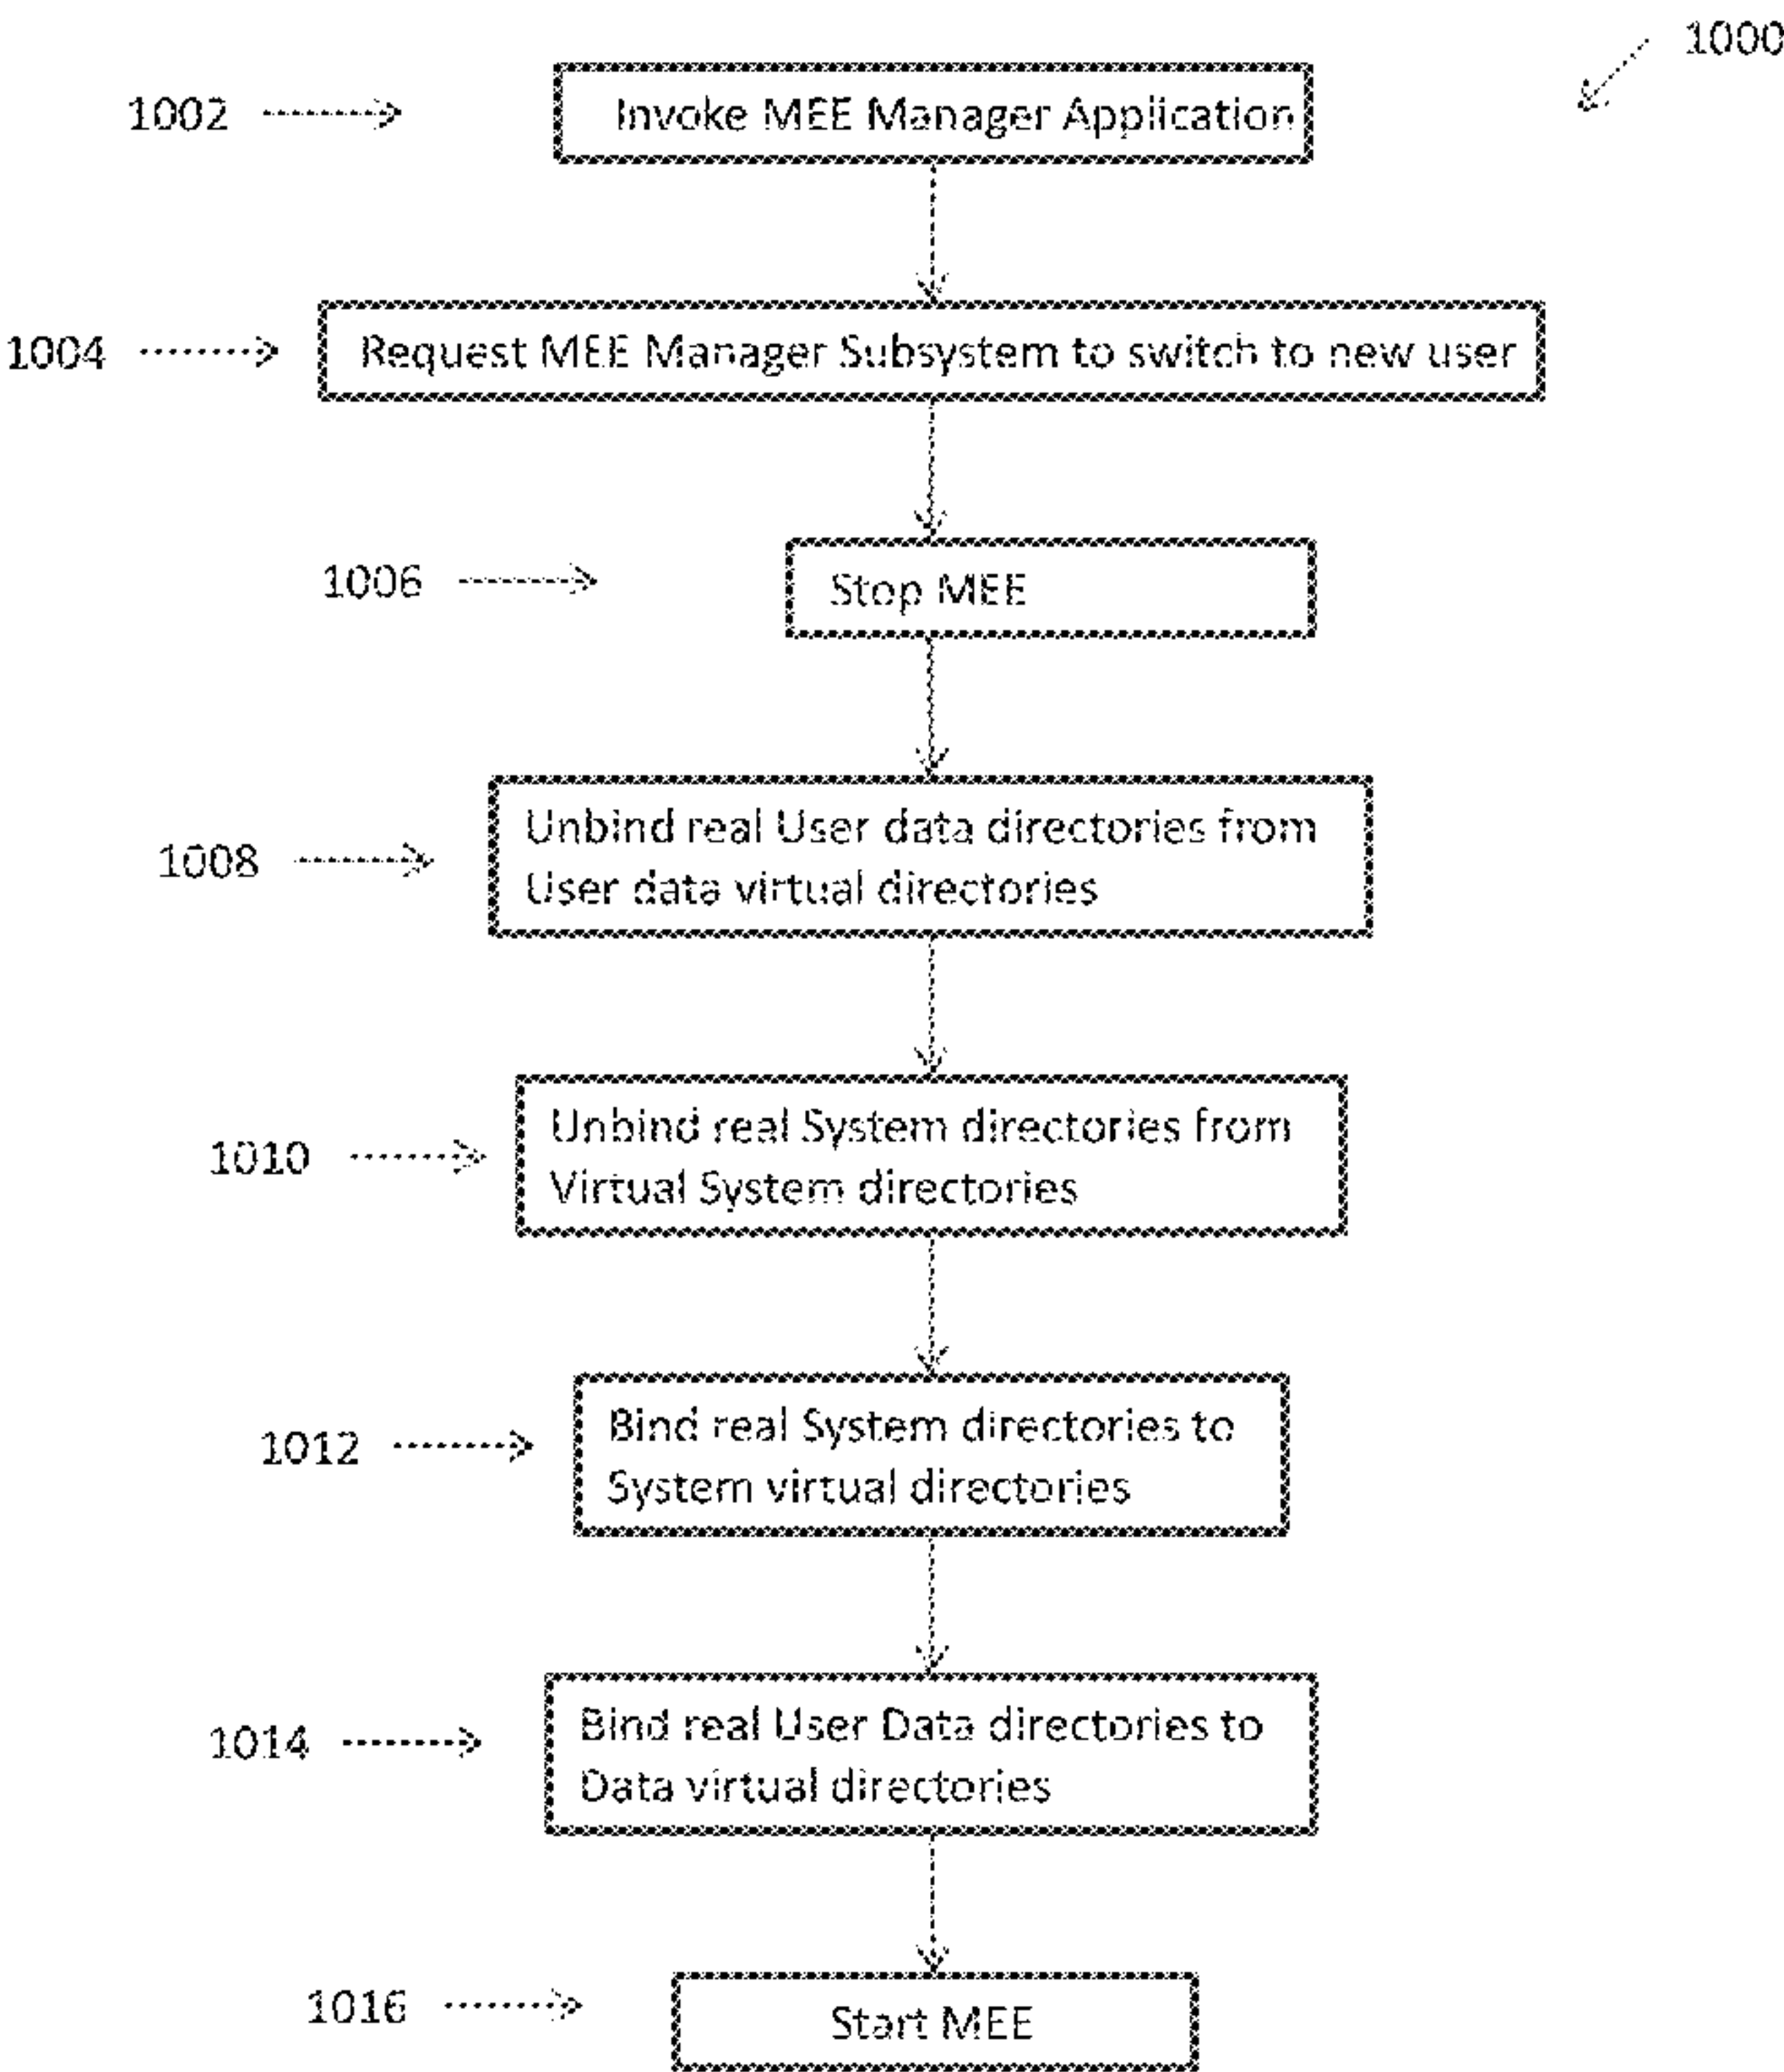 1000
1002
Invoke MEE Manager Application
1004
Request MEE Manager Subsystem to switch to new user
1006
Stop MEE
1008
Unbind real User data directories from
User data virtual directories
1010
Unbind real System directories from
Virtual System directories
1012
Bind real System directories to
System virtual directories
1014
Bind real User Data directories to
Data virtual directories
1016
Start MEE